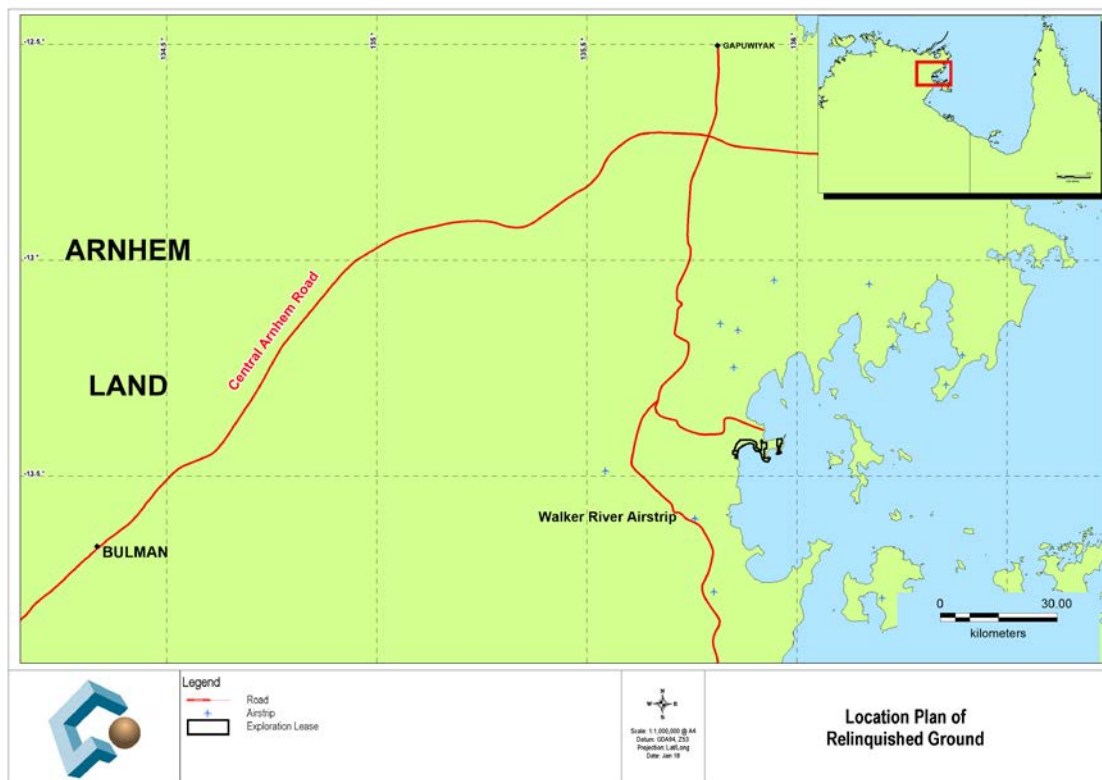 -12.5°
134.5°
135°
135.5°
136°
GAPUWIYAK
ARNHEM
-13°
Central Arnhem Road
LAND
-13.5°
Walker River Airstrip
BULMAN
0 30.00
kilometers
Legend
Road
Airstrip
Exploration Lease
N
W E
S
Scale: 1:1,000,000 @ A4
Datum: GDA94, Z53
Projection: Lat/Long
Date: Jan 18
Location Plan of
Relinquished Ground